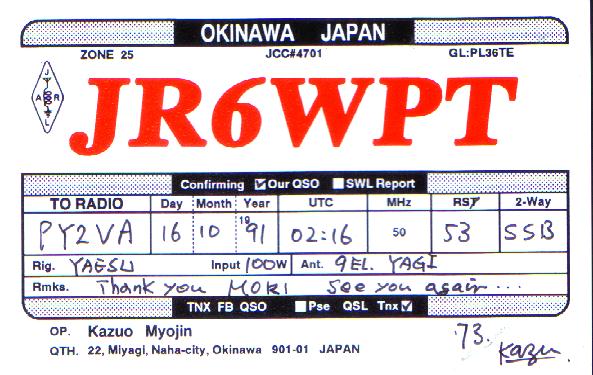 OKINAWA JAPAN
ZONE 25 JCC#4701 GL:PL36TE
J A R L
JR6WPT
Confirming ☑Our QSO ■SWL Report
TO RADIO Day Month Year UTC MHz RST 2-Way
PY2VA 16 10 1991 02:16 50 53 SSB
Rig. YAESU Input 100W Ant. 9EL. YAGI
Rmks. Thank you MORI See you again...
TNX FB QSO ■Pse QSL Tnx☑
OP. Kazuo Myojin
'73.
QTH. 22, Miyagi, Naha-city, Okinawa 901-01 JAPAN
Kazu.